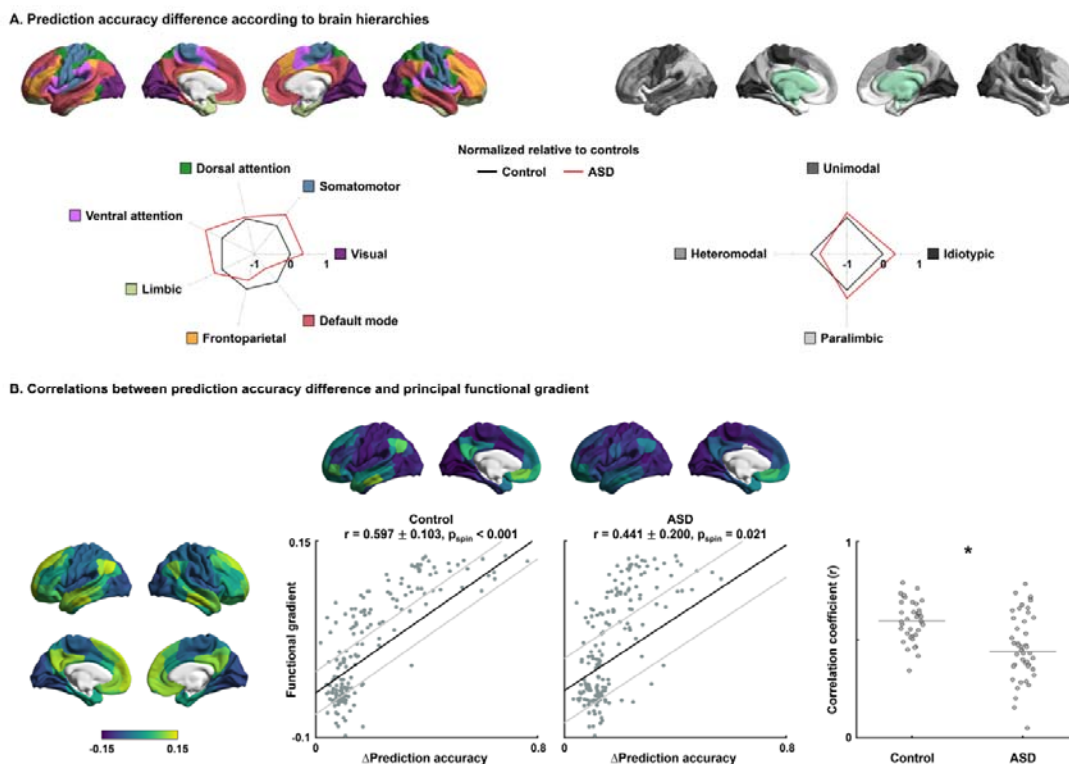 A. Prediction accuracy difference according to brain hierarchies
Normalized relative to controls
Control ASD
Dorsal attention
Somatomotor
Ventral attention
Visual
-1 0 1
Limbic
Default mode
Frontoparietal
Unimodal
Heteromodal
Idiotypic
-1 0 1
Paralimbic
B. Correlations between prediction accuracy difference and principal functional gradient
Control
r = 0.597 ± 0.103, pspin < 0.001
ASD
r = 0.441 ± 0.200, pspin = 0.021
0.15
Functional gradient
-0.1
0 0.8
ΔPrediction accuracy
0 0.8
ΔPrediction accuracy
1
*
Correlation coefficient (r)
0
Control ASD
-0.15 0.15